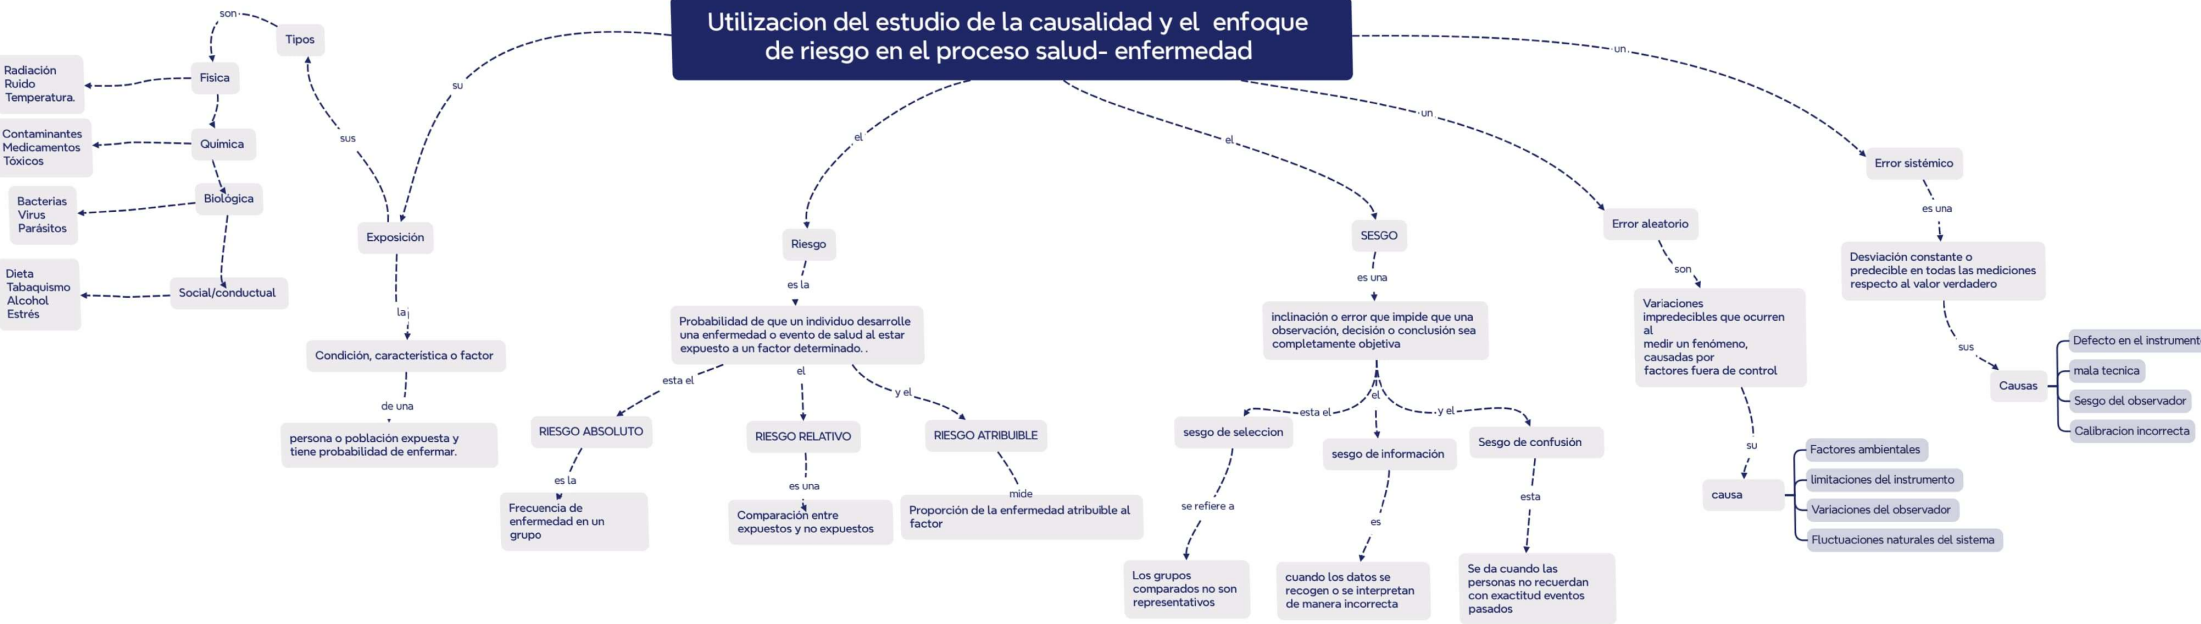 Utilizacion del estudio de la causalidad y el enfoque
de riesgo en el proceso salud- enfermedad
su
el
el
un
un
Exposición
sus
Tipos
son
Fisica
Radiación
Ruido
Temperatura.
Quimica
Contaminantes
Medicamentos
Tóxicos
Biológica
Bacterias
Virus
Parásitos
Social/conductual
Dieta
Tabaquismo
Alcohol
Estrés
la
Condición, característica o factor
de una
persona o población expuesta y
tiene probabilidad de enfermar.
Riesgo
es la
Probabilidad de que un individuo desarrolle
una enfermedad o evento de salud al estar
expuesto a un factor determinado. .
esta el
el
y el
RIESGO ABSOLUTO
es la
Frecuencia de
enfermedad en un
grupo
RIESGO RELATIVO
es una
Comparación entre
expuestos y no expuestos
RIESGO ATRIBUIBLE
mide
Proporción de la enfermedad atribuible al
factor
SESGO
es una
inclinación o error que impide que una
observación, decisión o conclusión sea
completamente objetiva
esta el
el
y el
sesgo de seleccion
se refiere a
Los grupos
comparados no son
representativos
sesgo de información
es
cuando los datos se
recogen o se interpretan
de manera incorrecta
Sesgo de confusión
esta
Se da cuando las
personas no recuerdan
con exactitud eventos
pasados
Error aleatorio
son
Variaciones
impredecibles que ocurren
al
medir un fenómeno,
causadas por
factores fuera de control
su
causa
Factores ambientales
limitaciones del instrumento
Variaciones del observador
Fluctuaciones naturales del sistema
Error sistémico
es una
Desviación constante o
predecible en todas las mediciones
respecto al valor verdadero
sus
Causas
Defecto en el instrument
mala tecnica
Sesgo del observador
Calibracion incorrecta